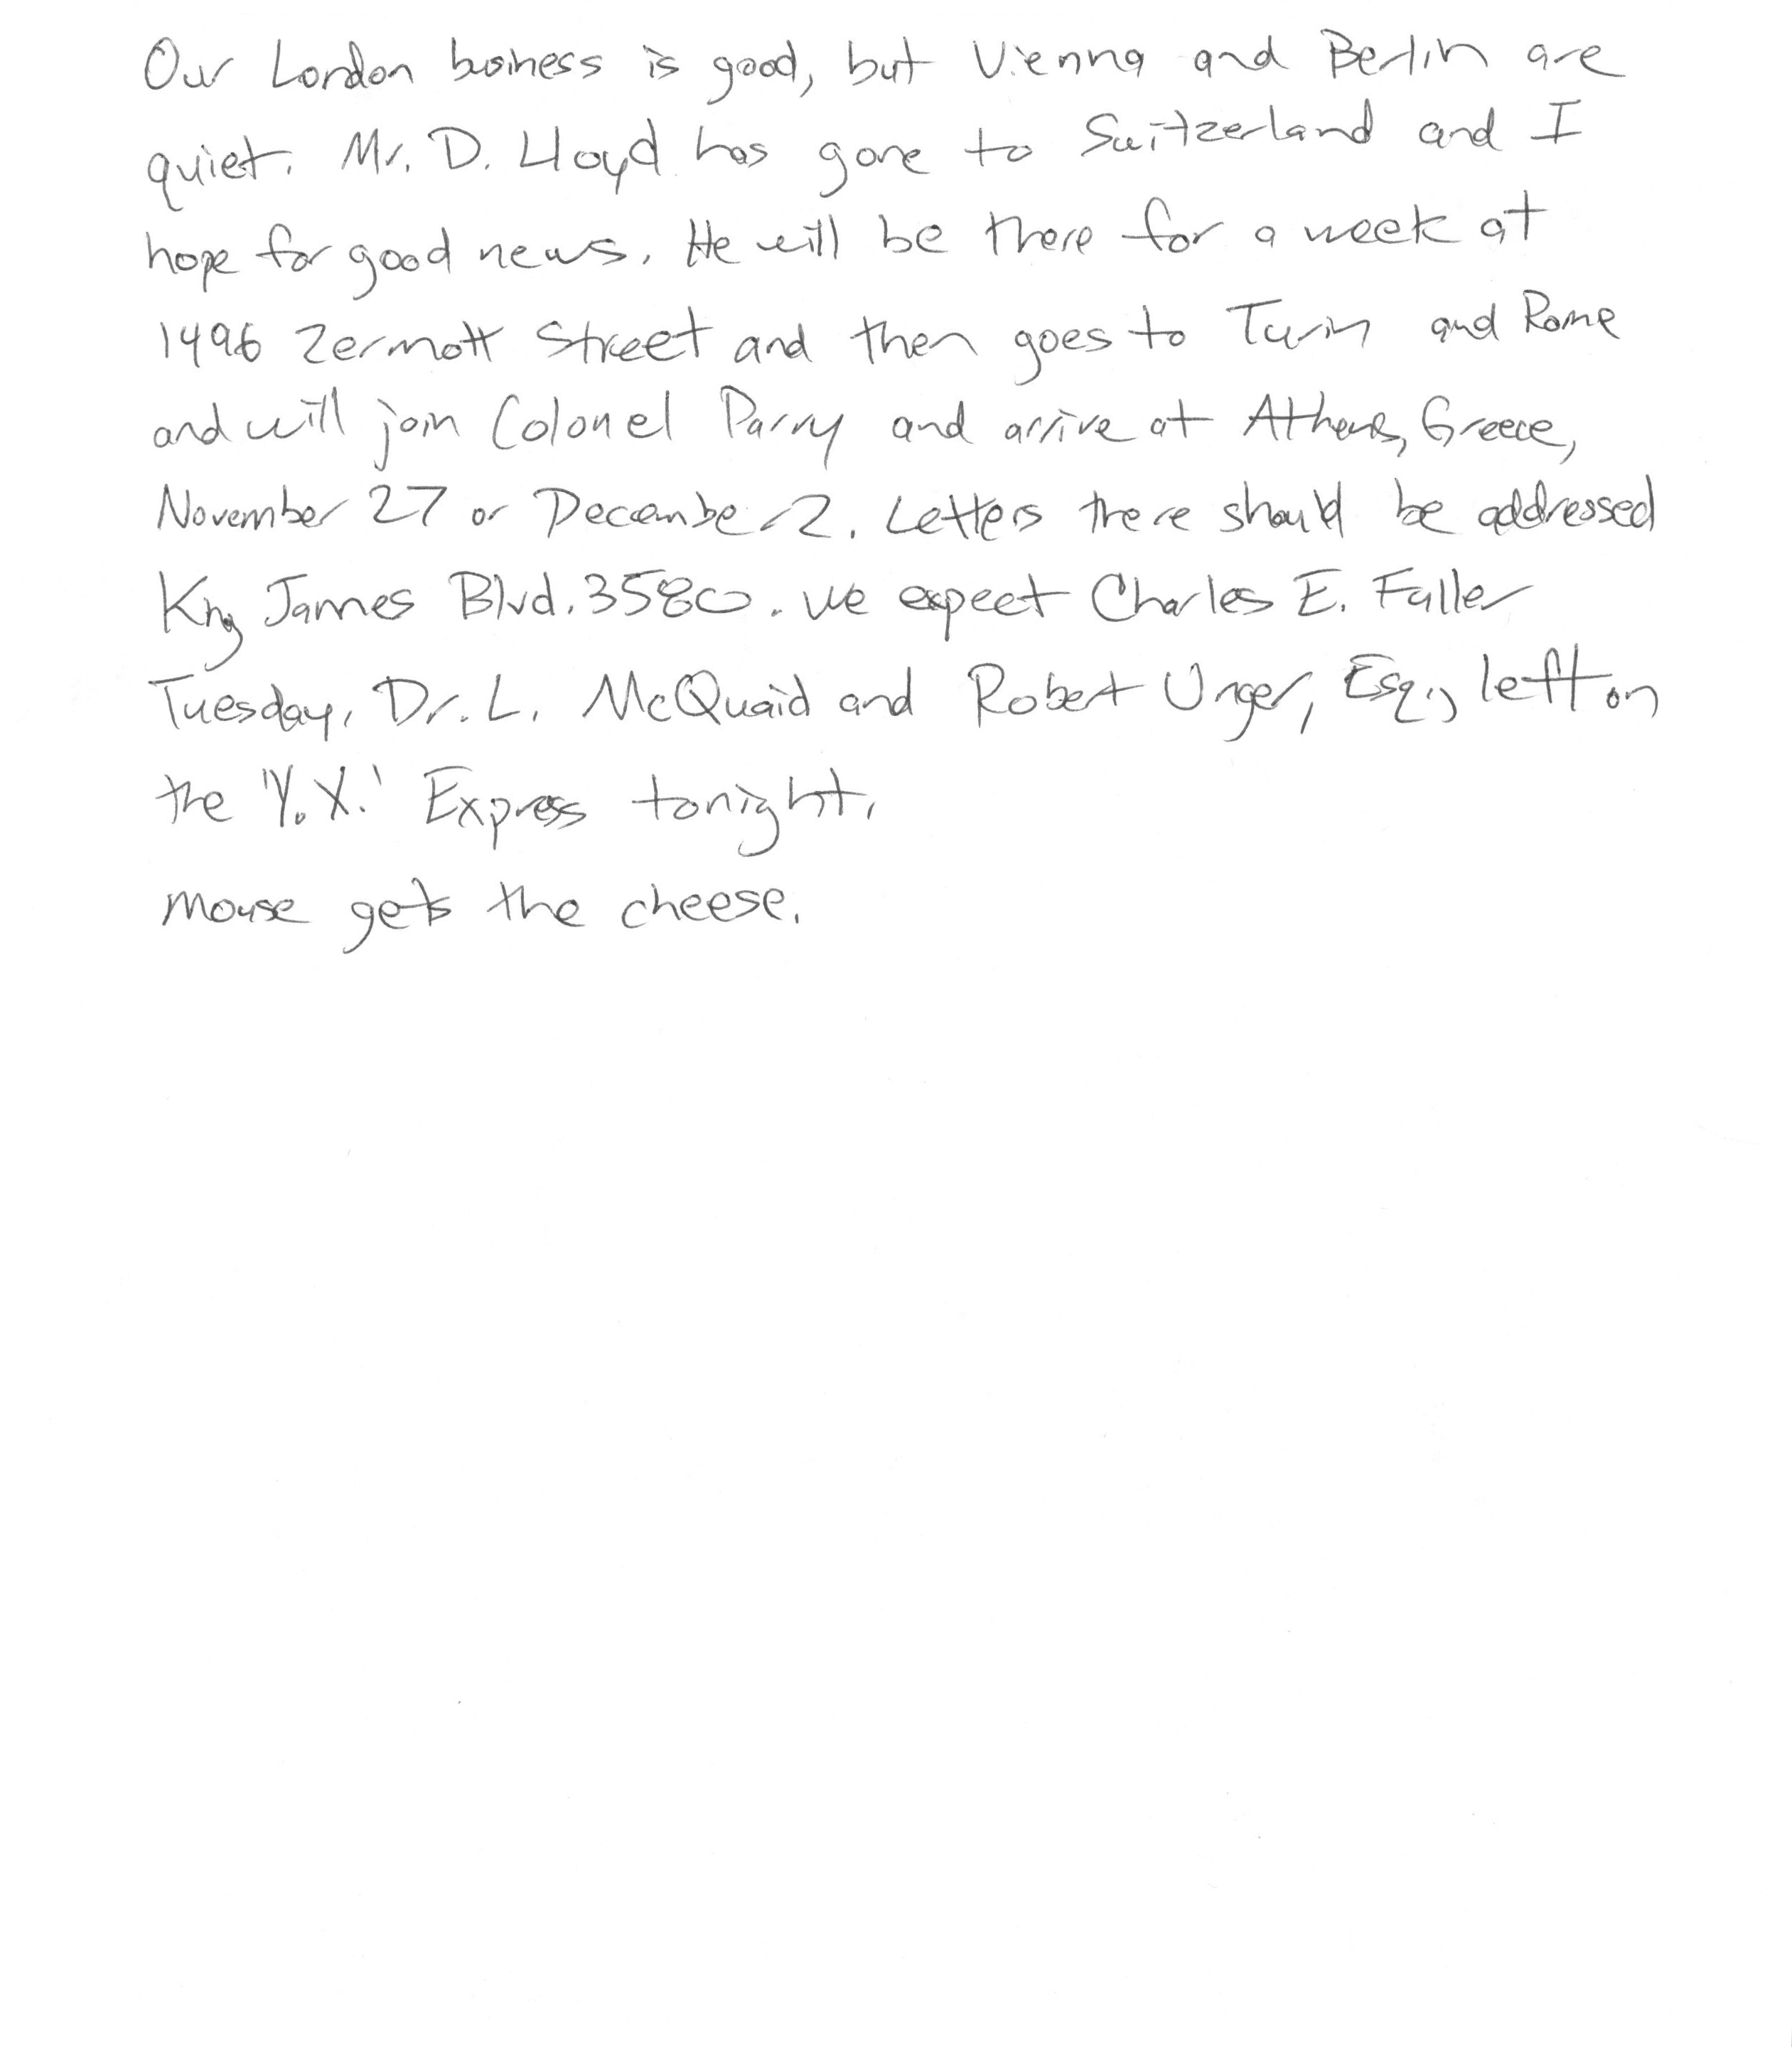 Our London business is good, but Vienna and Berlin are
quiet. Mr. D. Lloyd has gone to Switzerland and I
hope for good news. He will be there for a week at
1496 Zermott Street and then goes to Turin and Rome
and will join Colonel Parry and arrive at Athens, Greece,
November 27 or December 2. Letters there should be addressed
King James Blvd. 3580. We expect Charles E. Fuller
Tuesday. Dr. L. McQuaid and Robert Unger, Esq., left on
the 'Y.X.' Express tonight.
Mouse gets the cheese.